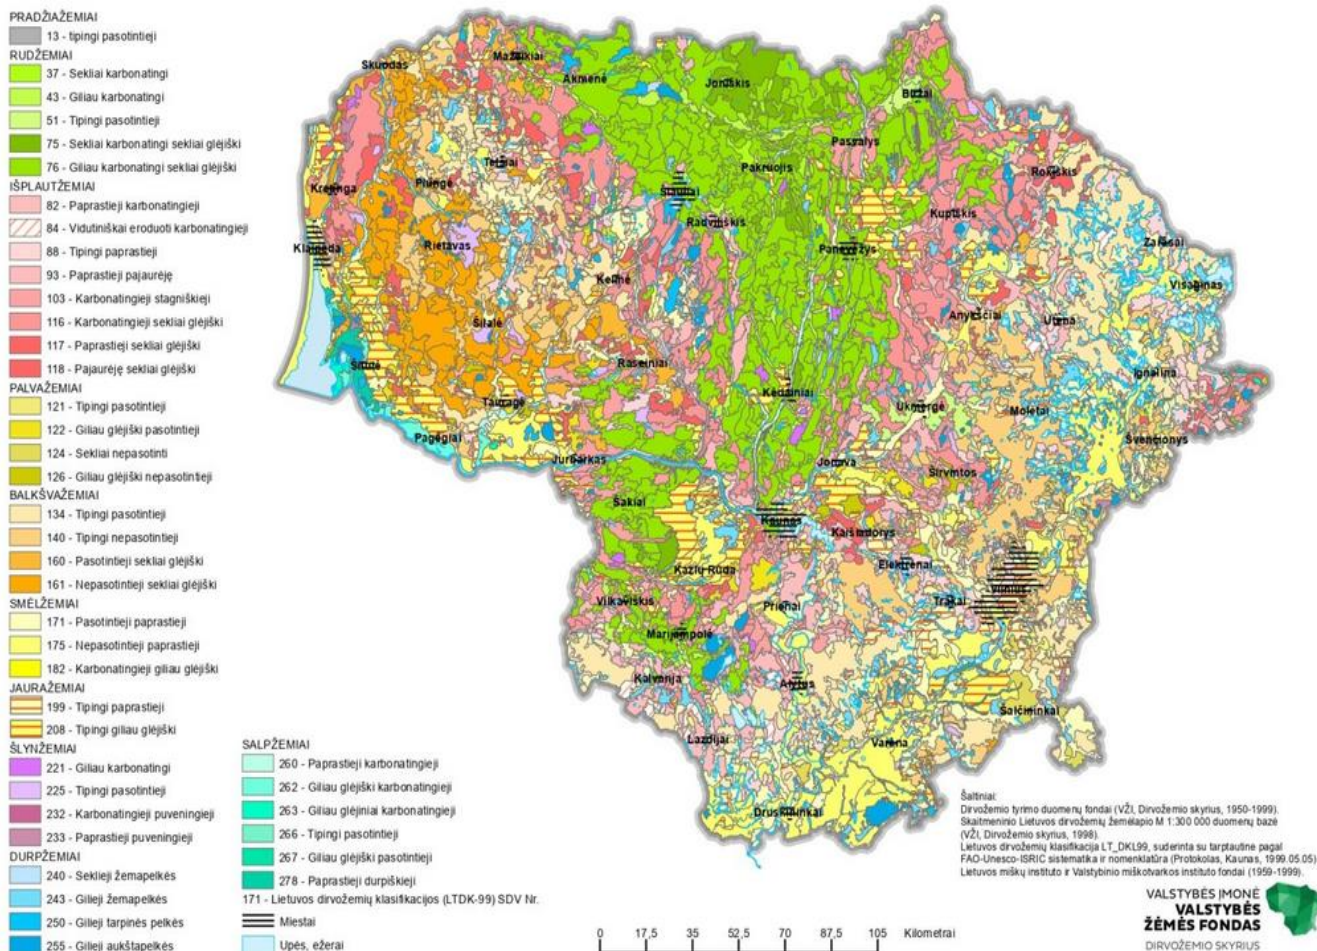 PRADŽIAŽEMIAI
13 - tipingi pasotintieji
RUDŽEMIAI
37 - Sekliai karbonatingi
43 - Giliau karbonatingi
51 - Tipingi pasotintieji
75 - Sekliai karbonatingi sekliai glėjiški
76 - Giliau karbonatingi sekliai glėjiški
IŠPLAUTŽEMIAI
82 - Paprastieji karbonatingieji
84 - Vidutiniškai eroduoti karbonatingieji
88 - Tipingi paprastieji
93 - Paprastieji pajaurėję
103 - Karbonatingieji stagniškieji
116 - Karbonatingieji sekliai glėjiški
117 - Paprastieji sekliai glėjiški
118 - Pajaurėję sekliai glėjiški
PALVAŽEMIAI
121 - Tipingi pasotintieji
122 - Giliau glėjiški pasotintieji
124 - Sekliai nepasotinti
126 - Giliau glėjiški nepasotintieji
BALKŠVAŽEMIAI
134 - Tipingi pasotintieji
140 - Tipingi nepasotintieji
160 - Pasotintieji sekliai glėjiški
161 - Nepasotintieji sekliai glėjiški
SMĖLŽEMIAI
171 - Pasotintieji paprastieji
175 - Nepasotintieji paprastieji
182 - Karbonatingieji giliau glėjiški
JAURAŽEMIAI
199 - Tipingi paprastieji
208 - Tipingi giliau glėjiški
ŠLYNŽEMIAI
221 - Giliau karbonatingi
225 - Tipingi pasotintieji
232 - Karbonatingieji puveningieji
233 - Paprastieji puveningieji
DURPŽEMIAI
240 - Seklieji žemapelkės
243 - Gilieji žemapelkės
250 - Gilieji tarpinės pelkės
255 - Gilieji aukštapelkės
SALPŽEMIAI
260 - Paprastieji karbonatingieji
262 - Giliau glėjiški karbonatingieji
263 - Giliau glėjiniai karbonatingieji
266 - Tipingi pasotintieji
267 - Giliau glėjiški pasotintieji
278 - Paprastieji durpiškieji
171 - Lietuvos dirvožemių klasifikacijos (LTDK-99) SDV Nr.
Miestai
Upės, ežerai
Skuodas
Mažeikiai
Akmenė
Joniškis
Biržai
Pasvalys
Pakruojis
Telšiai
Plungė
Kretinga
Šiauliai
Radviliškis
Rokiškis
Kupiškis
Klaipėda
Rietavas
Panevėžys
Zarasai
Visaginas
Kelmė
Šilalė
Anykščiai
Utena
Šilutė
Raseiniai
Kėdainiai
Ignalina
Tauragė
Ukmergė
Molėtai
Pagėgiai
Švenčionys
Jurbarkas
Jonava
Širvintos
Šakiai
Kaunas
Kaišiadorys
Kazlų Rūda
Elektrėnai
Vilkaviškis
Prienai
Trakai
Vilnius
Marijampolė
Kalvarija
Alytus
Šalčininkai
Lazdijai
Varėna
Druskininkai
0 17,5 35 52,5 70 87,5 105 Kilometrai
Šaltiniai:
Dirvožemio tyrimo duomenų fondai (VŽI, Dirvožemio skyrius, 1950-1999).
Skaitmeninio Lietuvos dirvožemių žemėlapio M 1:300 000 duomenų bazė
(VŽI, Dirvožemio skyrius, 1998).
Lietuvos dirvožemių klasifikacija LT_DKL99, suderinta su tarptautine pagal
FAO-Unesco-ISRIC sistematika ir nomenklatūra (Protokolas, Kaunas, 1999.05.05)
Lietuvos miškų instituto ir Valstybinio miškotvarkos instituto fondai (1959-1999).
VALSTYBĖS ĮMONĖ
VALSTYBĖS
ŽEMĖS FONDAS
DIRVOŽEMIO SKYRIUS